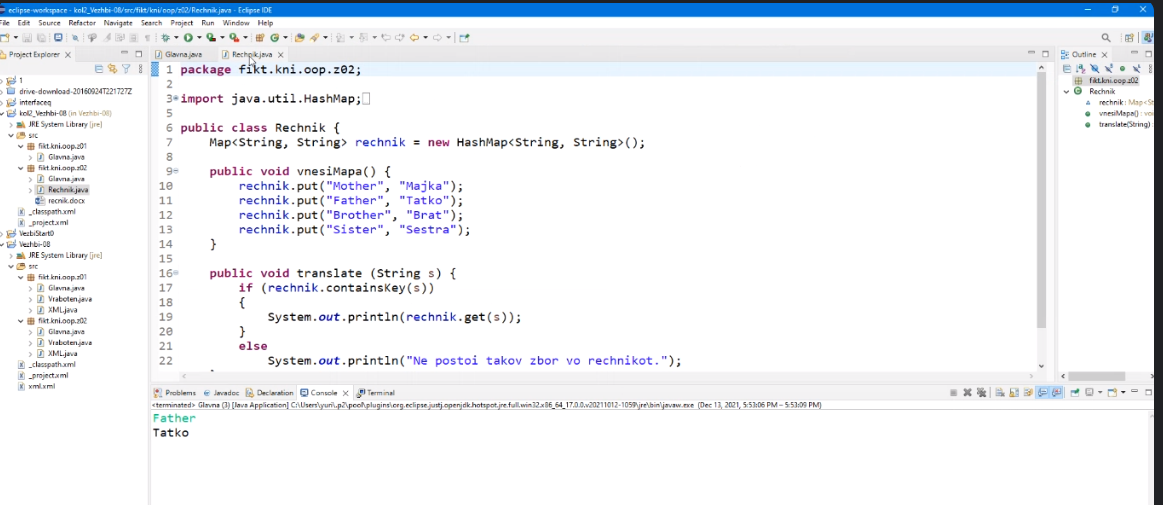 eclipse-workspace - kol2_Vezhbi-08/src/fikt/kni/oop/z02/Rechnik.java - Eclipse IDE
File Edit Source Refactor Navigate Search Project Run Window Help
Project Explorer
1
drive-download-20160924T221727Z
interfaceq
kol2_Vezhbi-08 (in Vezhbi-08)
JRE System Library [jre]
src
fikt.kni.oop.z01
Glavna.java
fikt.kni.oop.z02
Glavna.java
Rechnik.java
recnik.docx
_classpath.xml
_project.xml
VezbiStart0
Vezhbi-08
JRE System Library [jre]
src
fikt.kni.oop.z01
Glavna.java
Vraboten.java
XML.java
fikt.kni.oop.z02
Glavna.java
Vraboten.java
XML.java
_classpath.xml
_project.xml
xml.xml
Glavna.java Rechnik.java
1 package fikt.kni.oop.z02;
2
3 import java.util.HashMap;
5
6 public class Rechnik {
7 Map<String, String> rechnik = new HashMap<String, String>();
8
9 public void vnesiMapa() {
10 rechnik.put("Mother", "Majka");
11 rechnik.put("Father", "Tatko");
12 rechnik.put("Brother", "Brat");
13 rechnik.put("Sister", "Sestra");
14 }
15
16 public void translate (String s) {
17 if (rechnik.containsKey(s))
18 {
19 System.out.println(rechnik.get(s));
20 }
21 else
22 System.out.println("Ne postoi takov zbor vo rechnikot.");
Outline
fikt.kni.oop.z02
Rechnik
rechnik : Map<St
vnesiMapa() : voi
translate(String) :
Problems Javadoc Declaration Console Terminal
<terminated> Glavna (3) [Java Application] C:\Users\yuri\.p2\pool\plugins\org.eclipse.justj.openjdk.hotspot.jre.full.win32.x86_64_17.0.0.v20211012-1059\jre\bin\javaw.exe (Dec 13, 2021, 5:53:06 PM – 5:53:09 PM)
Father
Tatko